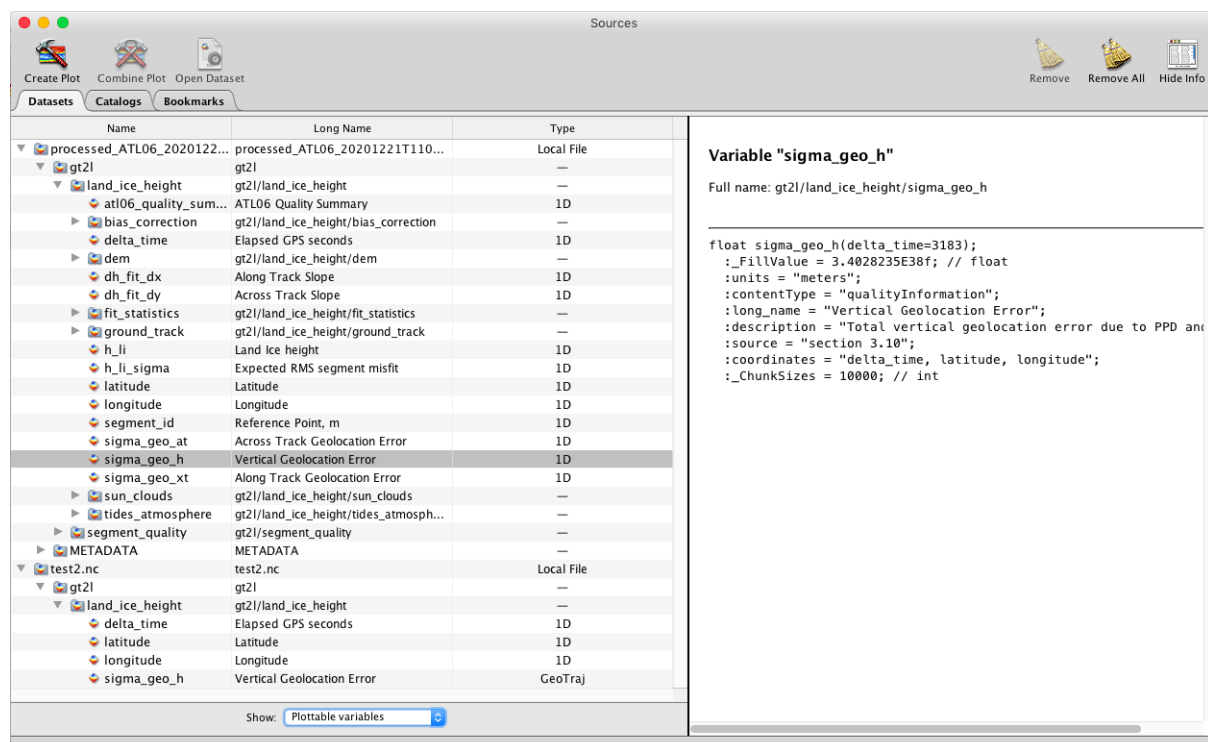 Sources
Create Plot Combine Plot Open Dataset Remove Remove All Hide Info
Datasets Catalogs Bookmarks
Name Long Name Type
processed_ATL06_2020122... processed_ATL06_20201221T110... Local File
gt2l gt2l —
land_ice_height gt2l/land_ice_height —
atl06_quality_sum... ATL06 Quality Summary 1D
bias_correction gt2l/land_ice_height/bias_correction —
delta_time Elapsed GPS seconds 1D
dem gt2l/land_ice_height/dem —
dh_fit_dx Along Track Slope 1D
dh_fit_dy Across Track Slope 1D
fit_statistics gt2l/land_ice_height/fit_statistics —
ground_track gt2l/land_ice_height/ground_track —
h_li Land Ice height 1D
h_li_sigma Expected RMS segment misfit 1D
latitude Latitude 1D
longitude Longitude 1D
segment_id Reference Point, m 1D
sigma_geo_at Across Track Geolocation Error 1D
sigma_geo_h Vertical Geolocation Error 1D
sigma_geo_xt Along Track Geolocation Error 1D
sun_clouds gt2l/land_ice_height/sun_clouds —
tides_atmosphere gt2l/land_ice_height/tides_atmosph... —
segment_quality gt2l/segment_quality —
METADATA METADATA —
test2.nc test2.nc Local File
gt2l gt2l —
land_ice_height gt2l/land_ice_height —
delta_time Elapsed GPS seconds 1D
latitude Latitude 1D
longitude Longitude 1D
sigma_geo_h Vertical Geolocation Error GeoTraj
Show: Plottable variables
Variable "sigma_geo_h"
Full name: gt2l/land_ice_height/sigma_geo_h
float sigma_geo_h(delta_time=3183);
:_FillValue = 3.4028235E38f; // float
:units = "meters";
:contentType = "qualityInformation";
:long_name = "Vertical Geolocation Error";
:description = "Total vertical geolocation error due to PPD and
:source = "section 3.10";
:coordinates = "delta_time, latitude, longitude";
:_ChunkSizes = 10000; // int